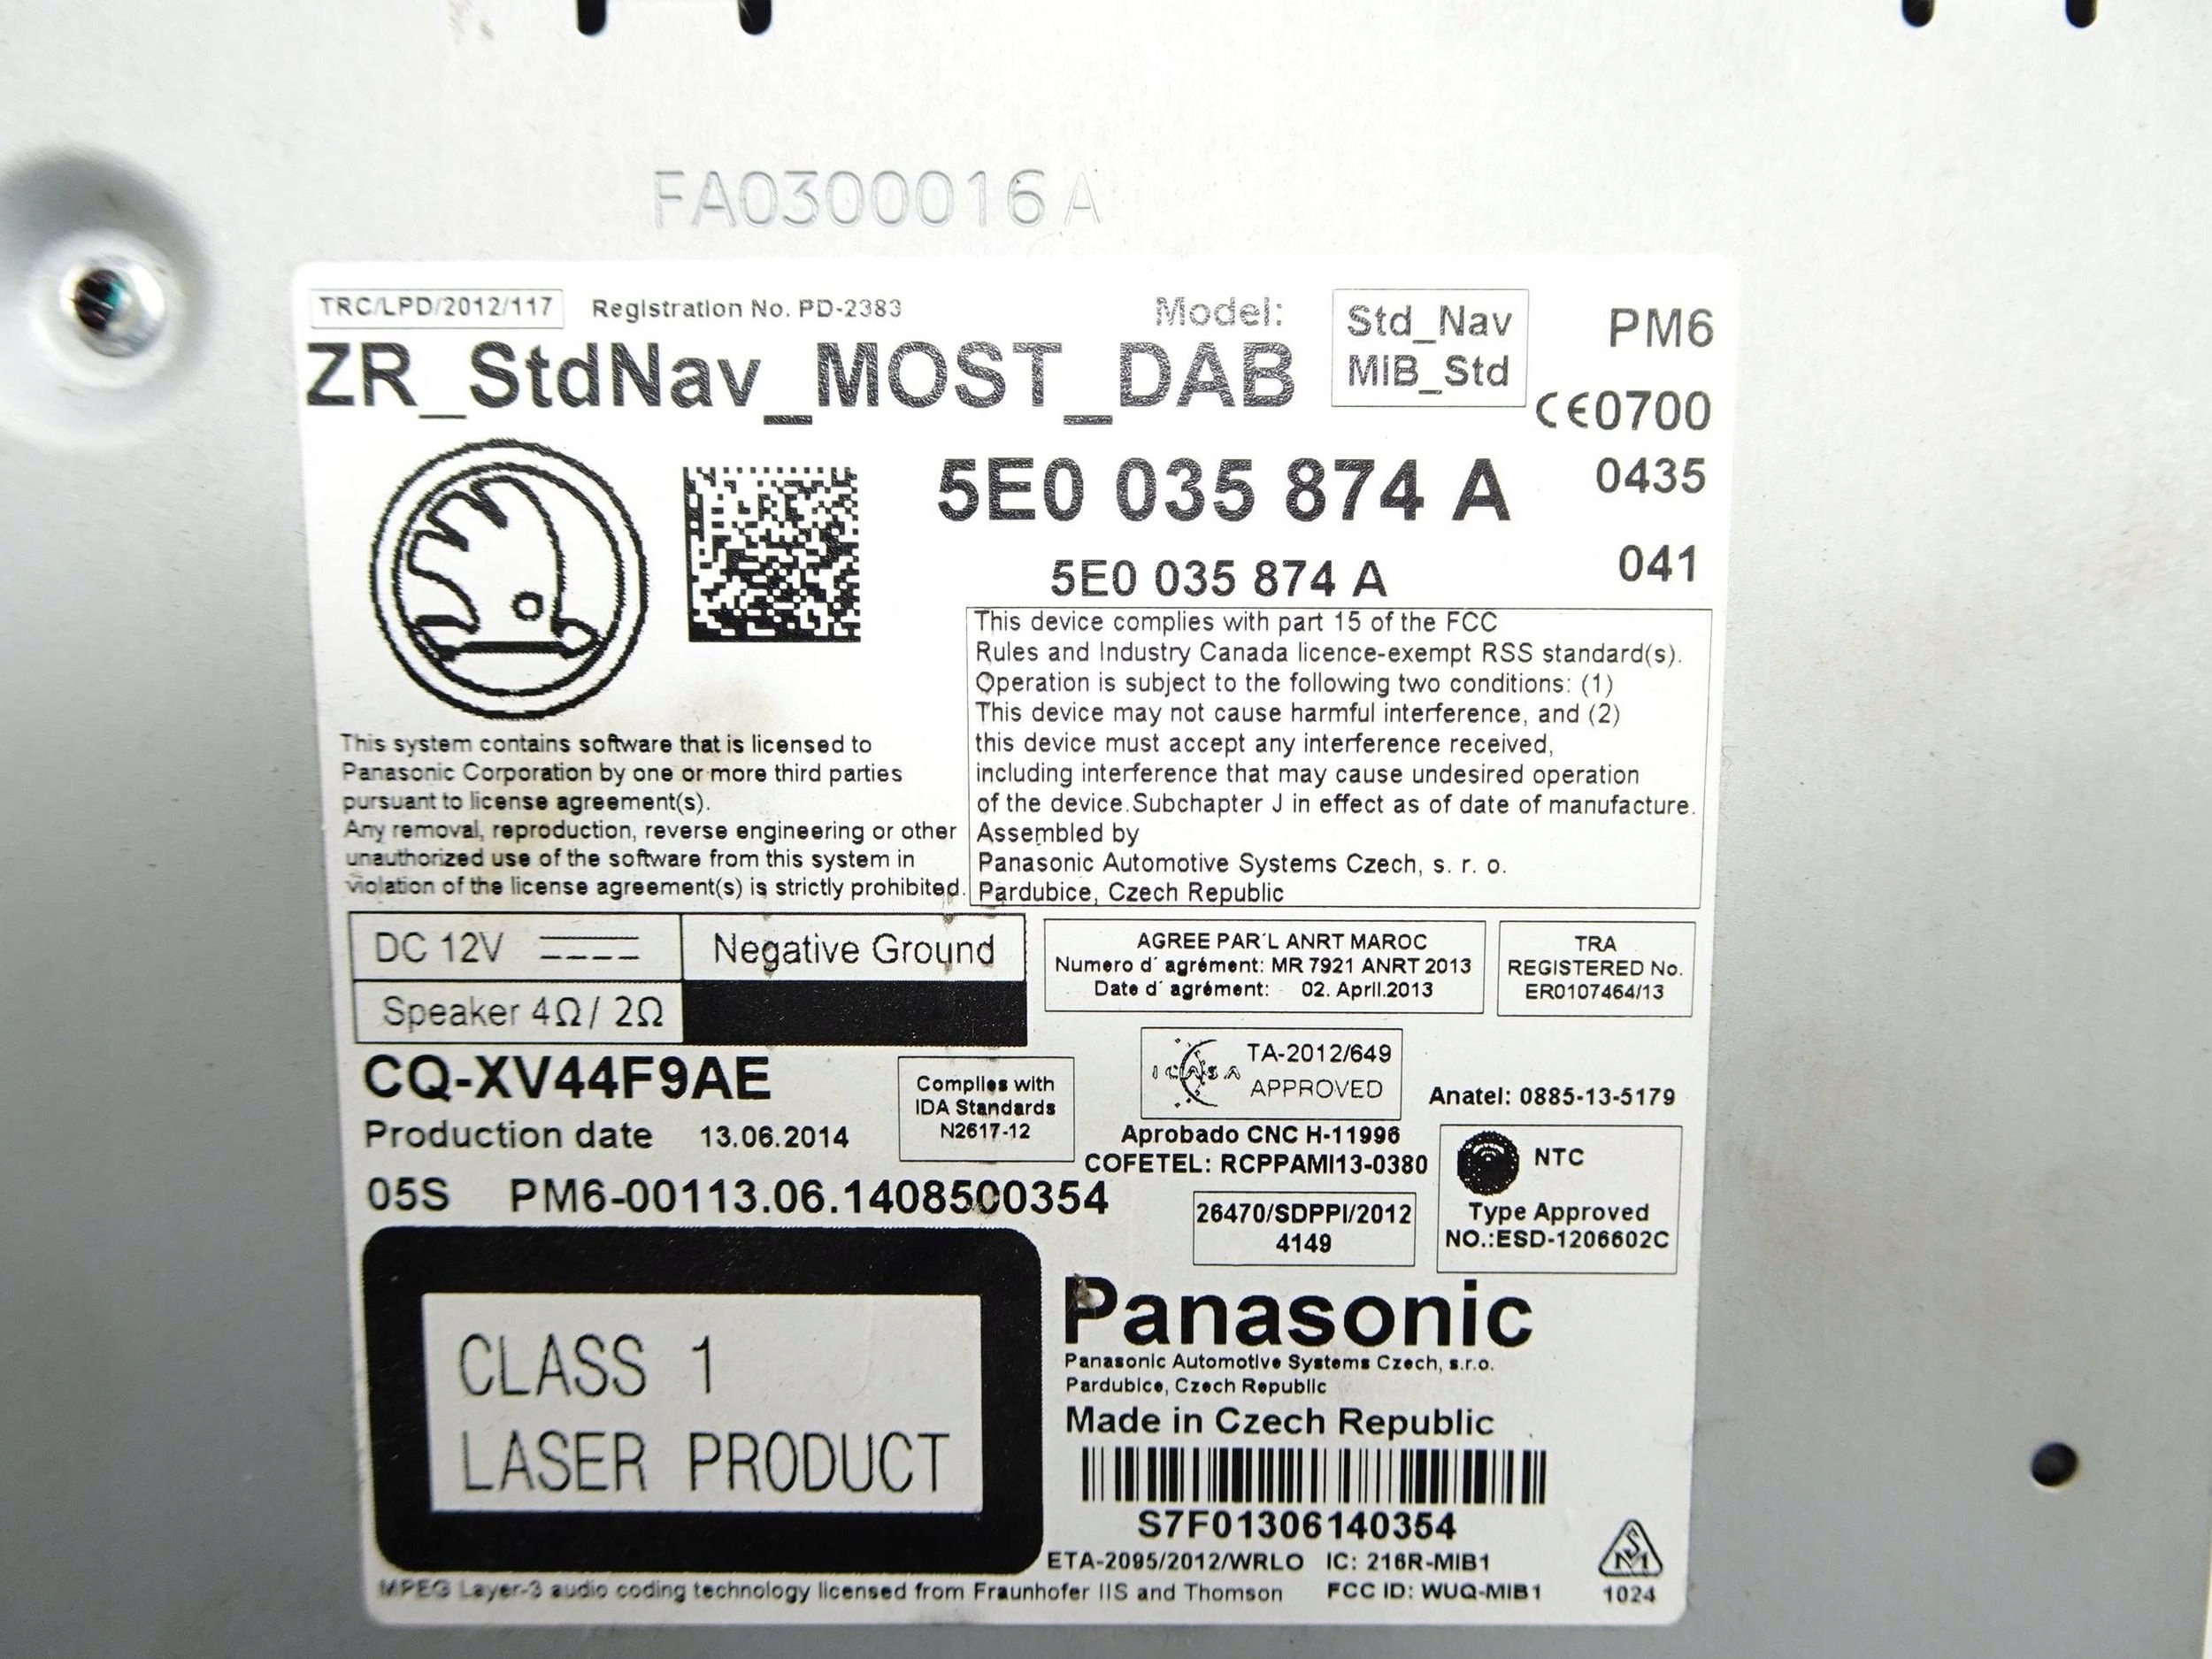 FA0300016A
TRC/LPD/2012/117
Registration No. PD-2383
Model:
Std_Nav
MIB_Std
PM6
ZR_StdNav_MOST_DAB
CE0700
5E0 035 874 A
0435
5E0 035 874 A
041
This device complies with part 15 of the FCC
Rules and Industry Canada licence-exempt RSS standard(s).
Operation is subject to the following two conditions: (1)
This device may not cause harmful interference, and (2)
this device must accept any interference received,
including interference that may cause undesired operation
of the device.Subchapter J in effect as of date of manufacture.
Assembled by
Panasonic Automotive Systems Czech, s. r. o.
Pardubice, Czech Republic
This system contains software that is licensed to
Panasonic Corporation by one or more third parties
pursuant to license agreement(s).
Any removal, reproduction, reverse engineering or other
unauthorized use of the software from this system in
violation of the license agreement(s) is strictly prohibited.
DC 12V
Negative Ground
Speaker 4Ω/ 2Ω
AGREE PAR´L ANRT MAROC
Numero d´ agrément: MR 7921 ANRT 2013
Date d´ agrément: 02. April.2013
TRA
REGISTERED No.
ER0107464/13
CQ-XV44F9AE
Production date 13.06.2014
Complies with
IDA Standards
N2617-12
ICASA
TA-2012/649
APPROVED
Anatel: 0885-13-5179
Aprobado CNC H-11996
COFETEL: RCPPAMI13-0380
NTC
Type Approved
NO.:ESD-1206602C
05S PM6-00113.06.1408500354
26470/SDPPI/2012
4149
CLASS 1
LASER PRODUCT
Panasonic
Panasonic Automotive Systems Czech, s.r.o.
Pardubice, Czech Republic
Made in Czech Republic
S7F01306140354
ETA-2095/2012/WRLO IC: 216R-MIB1
MPEG Layer-3 audio coding technology licensed from Fraunhofer IIS and Thomson
FCC ID: WUQ-MIB1
1024